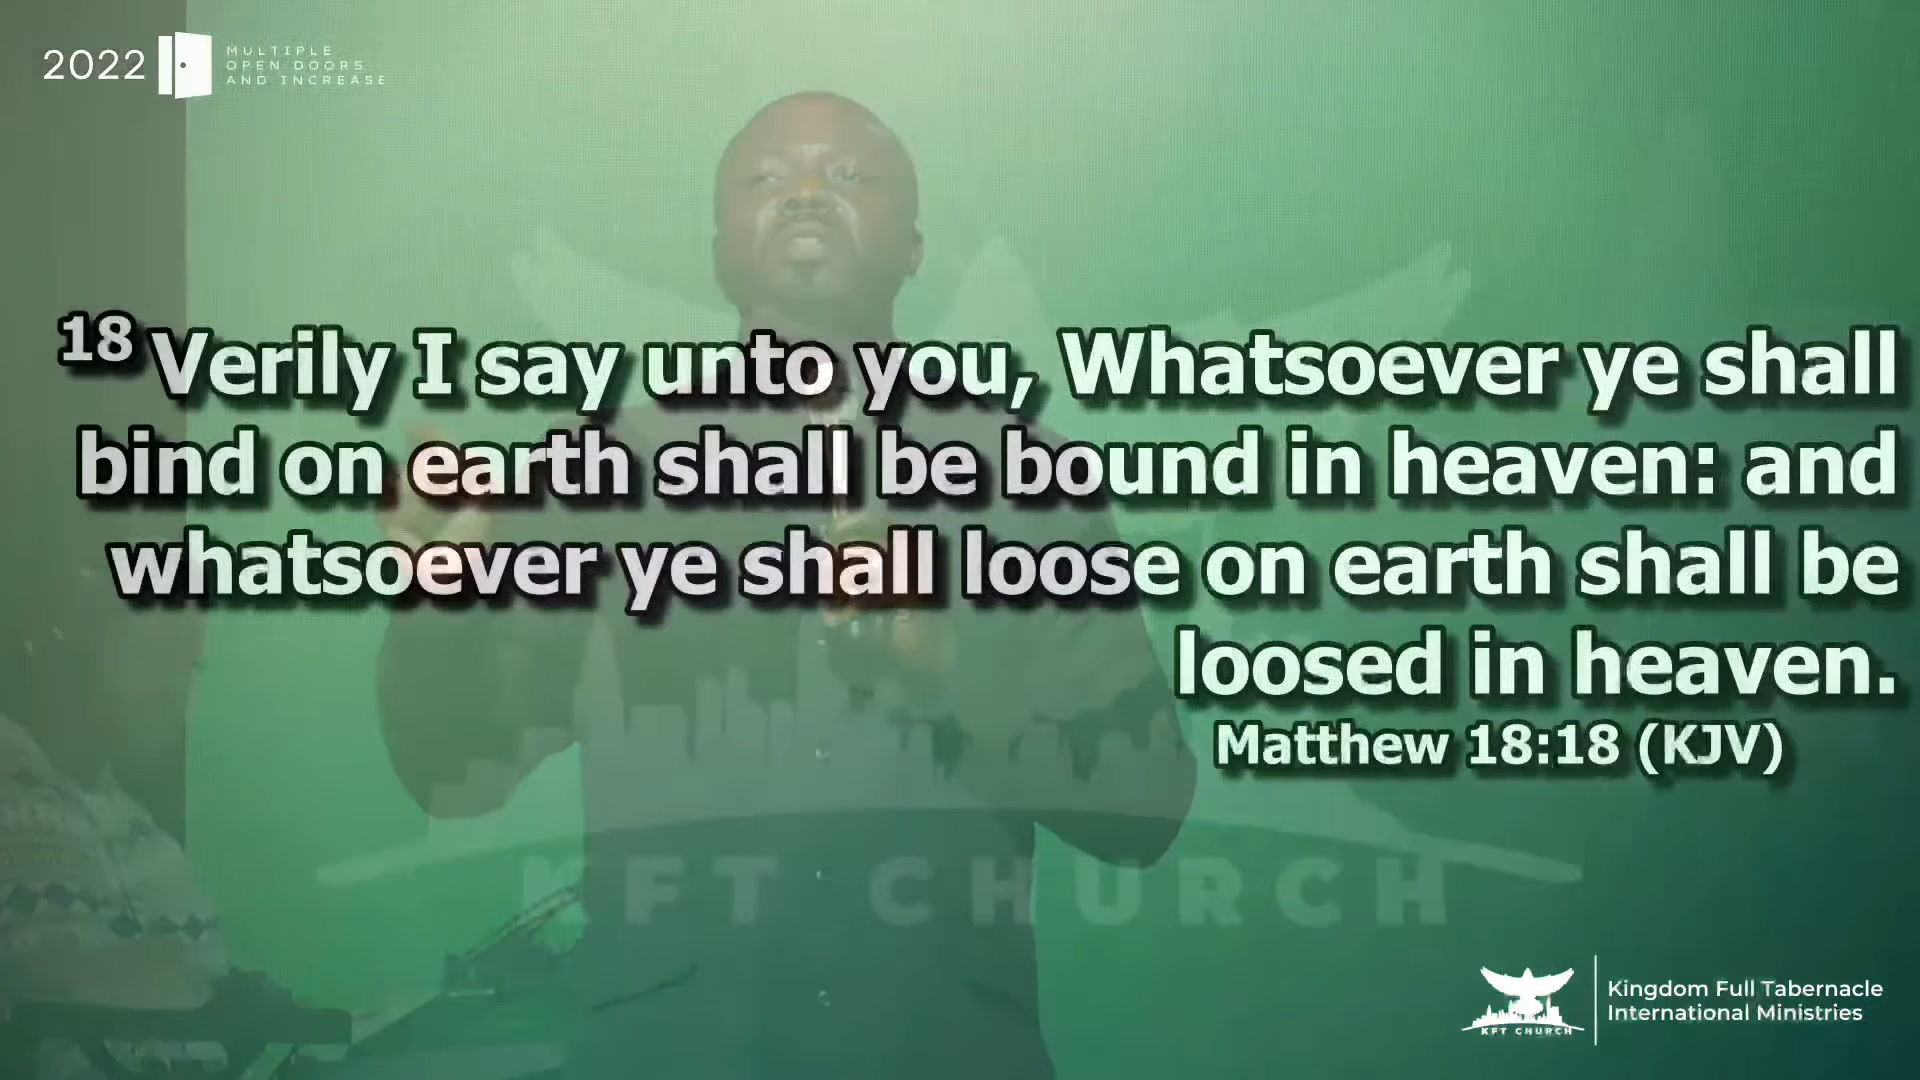 2022
MULTIPLE
OPEN DOORS
AND INCREASE
18 Verily I say unto you, Whatsoever ye shall
bind on earth shall be bound in heaven: and
whatsoever ye shall loose on earth shall be
loosed in heaven.
Matthew 18:18 (KJV)
KFT CHURCH
KFT CHURCH
Kingdom Full Tabernacle
International Ministries